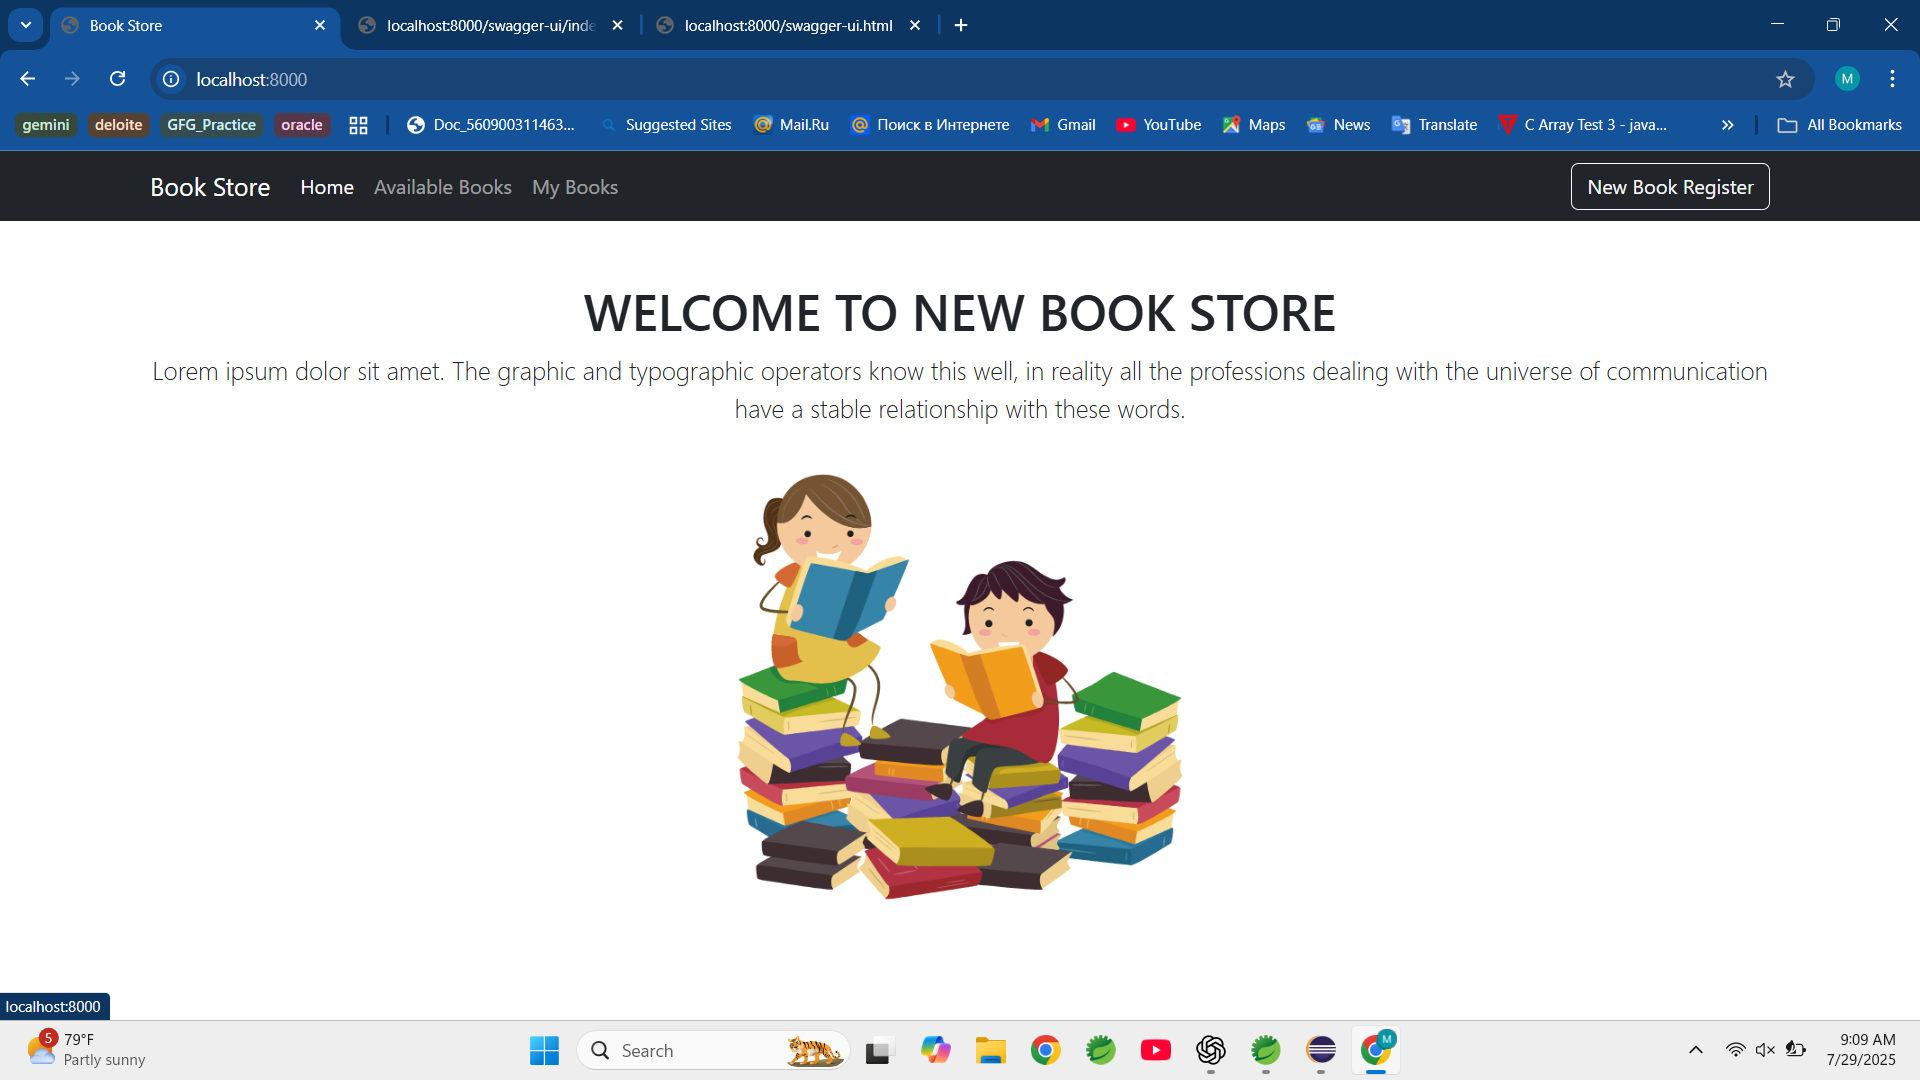 Book Store
localhost:8000/swagger-ui/inde
localhost:8000/swagger-ui.html
localhost:8000
M
gemini
deloite
GFG_Practice
oracle
Doc_560900311463...
Suggested Sites
Mail.Ru
Поиск в Интернете
Gmail
YouTube
Maps
News
Translate
C Array Test 3 - java...
All Bookmarks
Book Store
Home
Available Books
My Books
New Book Register
WELCOME TO NEW BOOK STORE
Lorem ipsum dolor sit amet. The graphic and typographic operators know this well, in reality all the professions dealing with the universe of communication
have a stable relationship with these words.
localhost:8000
5
79°F
Partly sunny
Search
M
9:09 AM
7/29/2025